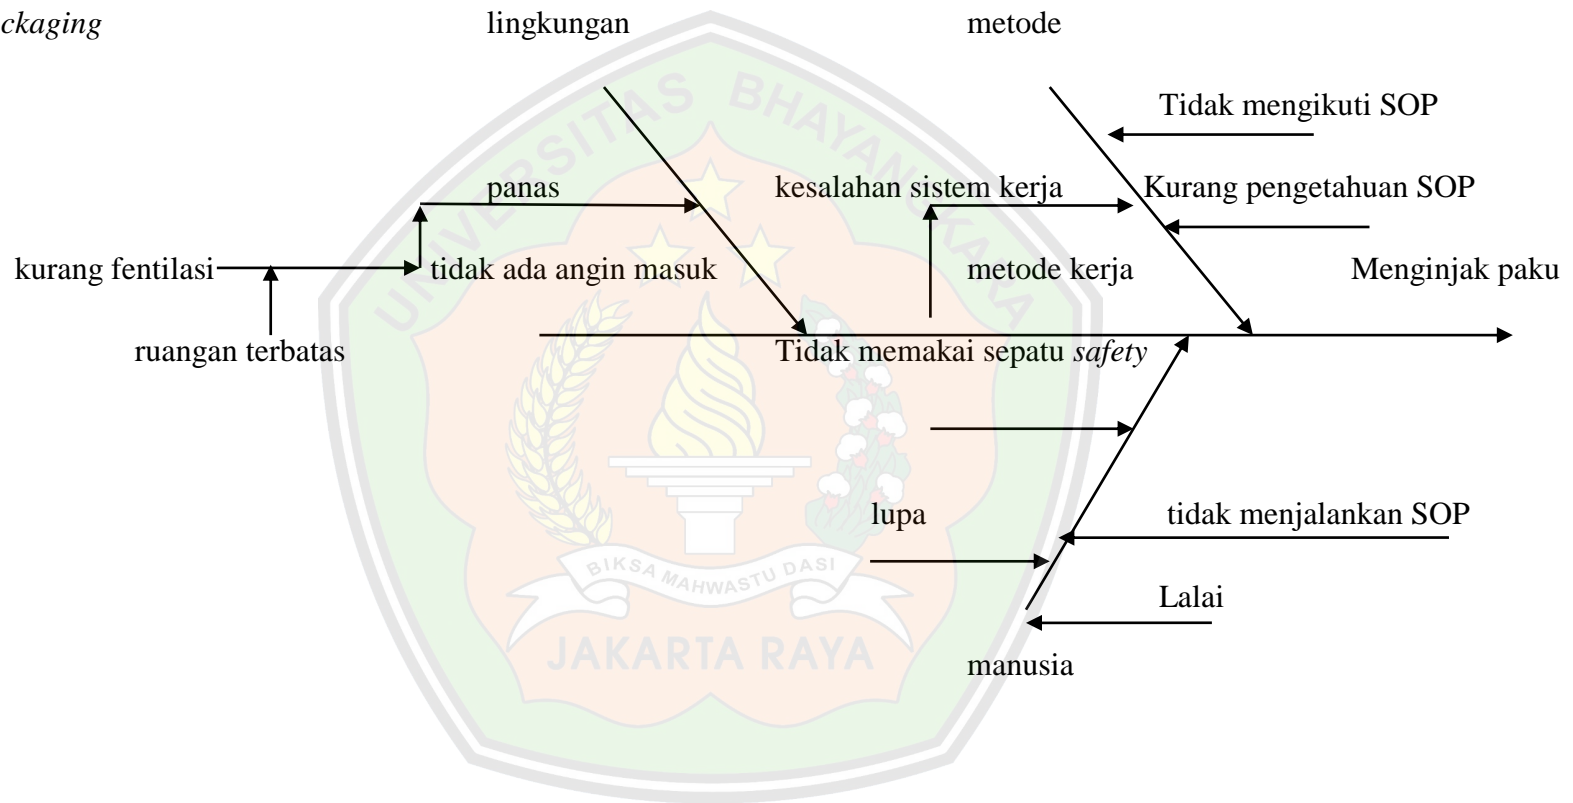 ckaging
lingkungan
metode
Tidak mengikuti SOP
panas
kesalahan sistem kerja
Kurang pengetahuan SOP
kurang fentilasi
tidak ada angin masuk
metode kerja
Menginjak paku
ruangan terbatas
Tidak memakai sepatu safety
lupa
tidak menjalankan SOP
Lalai
manusia
UNIVERSITAS BHAYANGKARA
BIKSA MAHWASTU DASI
JAKARTA RAYA